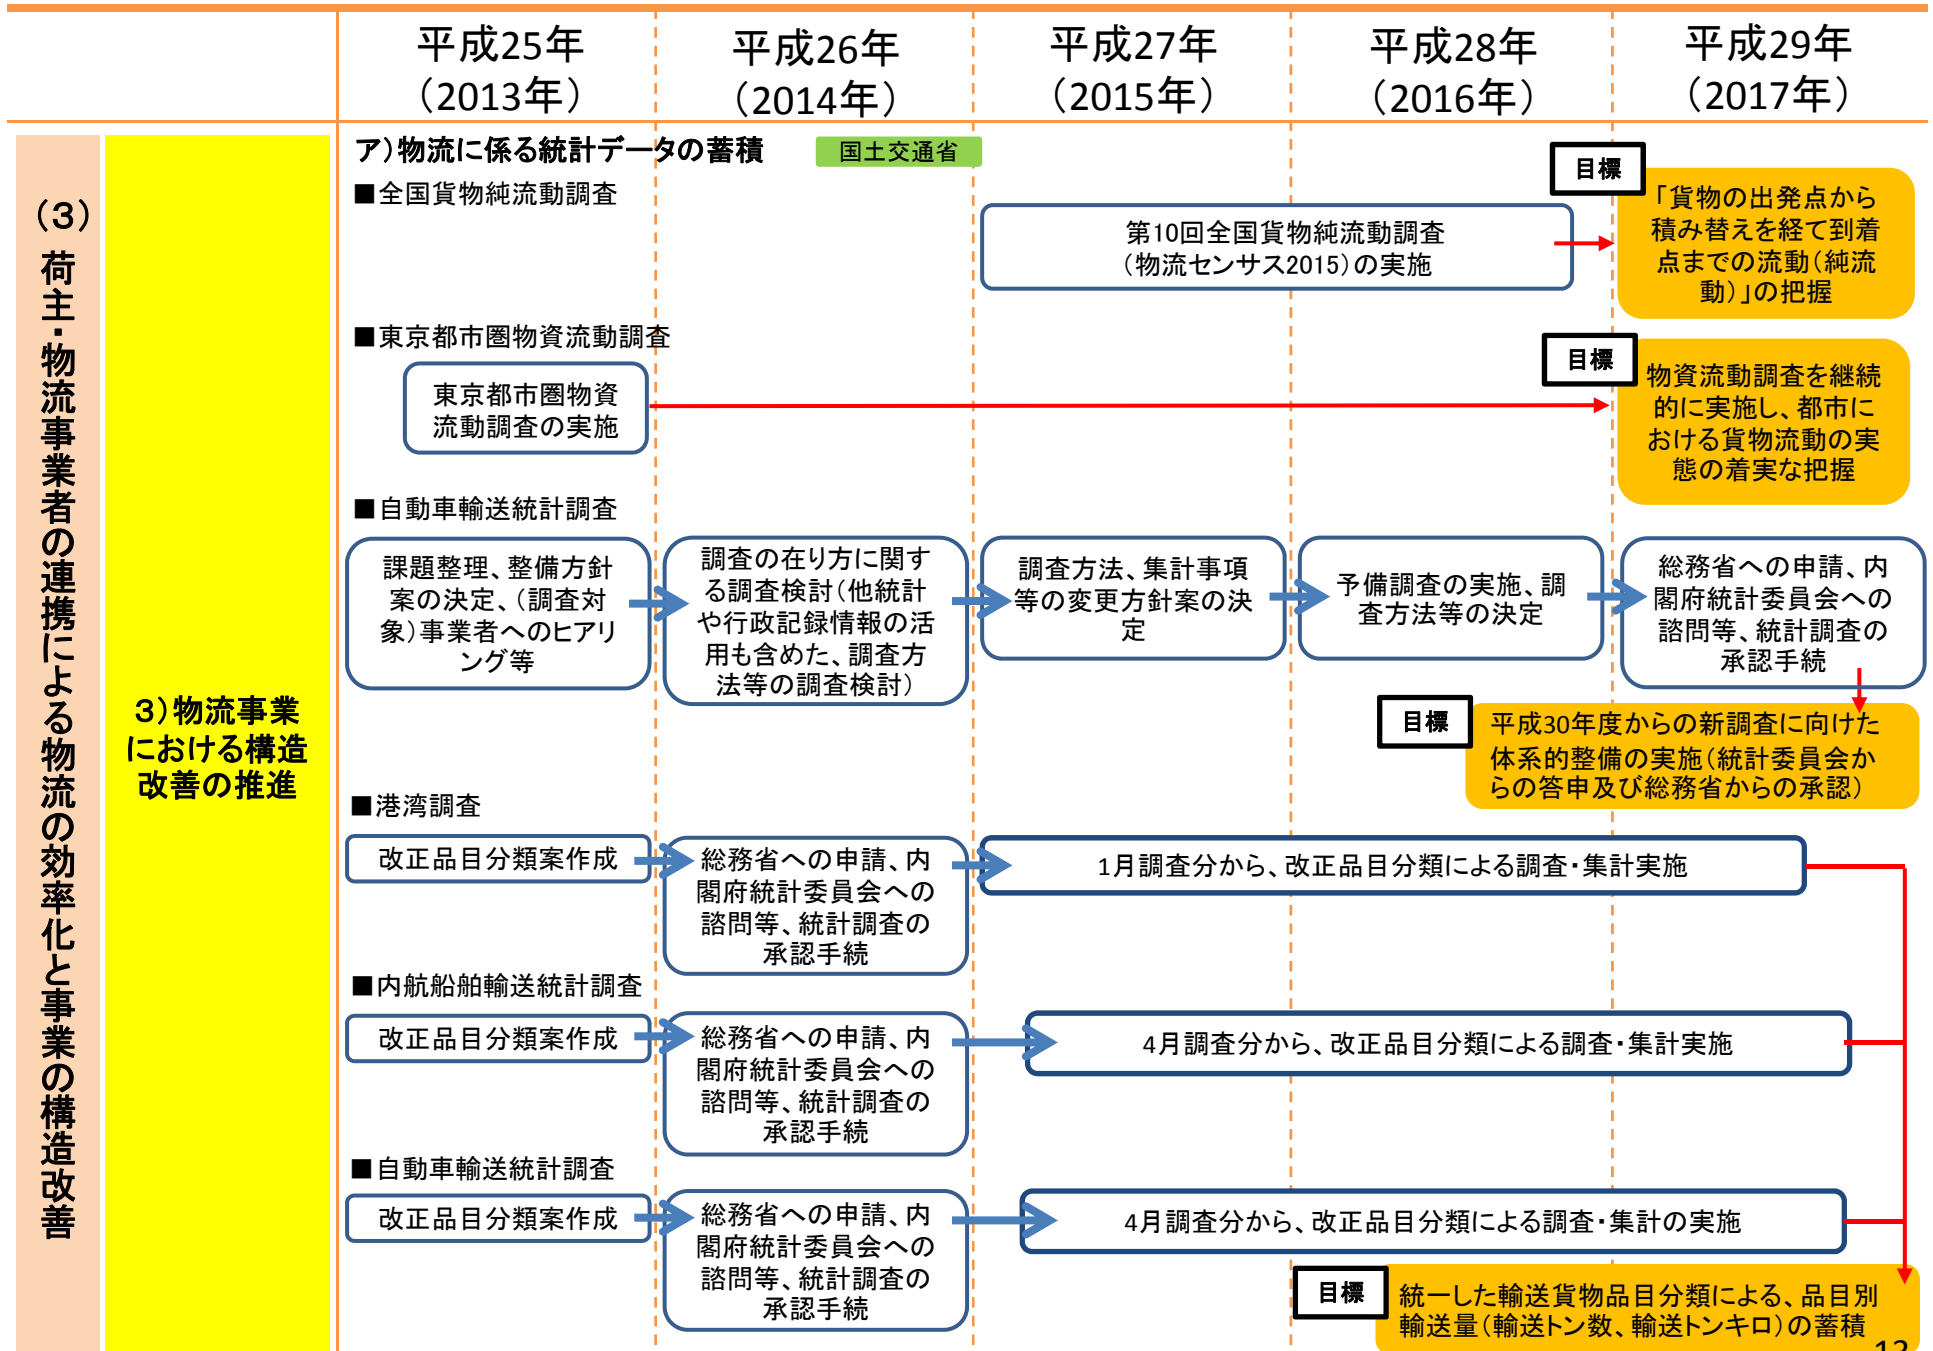 平成25年
（2013年）
平成26年
（2014年）
平成27年
（2015年）
平成28年
（2016年）
平成29年
（2017年）
（3）荷主・物流事業者の連携による物流の効率化と事業の構造改善
3）物流事業
における構造
改善の推進
ア）物流に係る統計データの蓄積
国土交通省
■全国貨物純流動調査
第10回全国貨物純流動調査
（物流センサス2015）の実施
目標
「貨物の出発点から
積み替えを経て到着
点までの流動（純流
動）」の把握
■東京都市圏物資流動調査
東京都市圏物資
流動調査の実施
目標
物資流動調査を継続
的に実施し、都市に
おける貨物流動の実
態の着実な把握
■自動車輸送統計調査
課題整理、整備方針
案の決定、（調査対
象）事業者へのヒアリ
ング等
調査の在り方に関す
る調査検討（他統計
や行政記録情報の活
用も含めた、調査方
法等の調査検討）
調査方法、集計事項
等の変更方針案の決
定
予備調査の実施、調
査方法等の決定
総務省への申請、内
閣府統計委員会への
諮問等、統計調査の
承認手続
目標
平成30年度からの新調査に向けた
体系的整備の実施（統計委員会か
らの答申及び総務省からの承認）
■港湾調査
改正品目分類案作成
総務省への申請、内
閣府統計委員会への
諮問等、統計調査の
承認手続
1月調査分から、改正品目分類による調査・集計実施
■内航船舶輸送統計調査
改正品目分類案作成
総務省への申請、内
閣府統計委員会への
諮問等、統計調査の
承認手続
4月調査分から、改正品目分類による調査・集計実施
■自動車輸送統計調査
改正品目分類案作成
総務省への申請、内
閣府統計委員会への
諮問等、統計調査の
承認手続
4月調査分から、改正品目分類による調査・集計の実施
目標
統一した輸送貨物品目分類による、品目別
輸送量（輸送トン数、輸送トンキロ）の蓄積